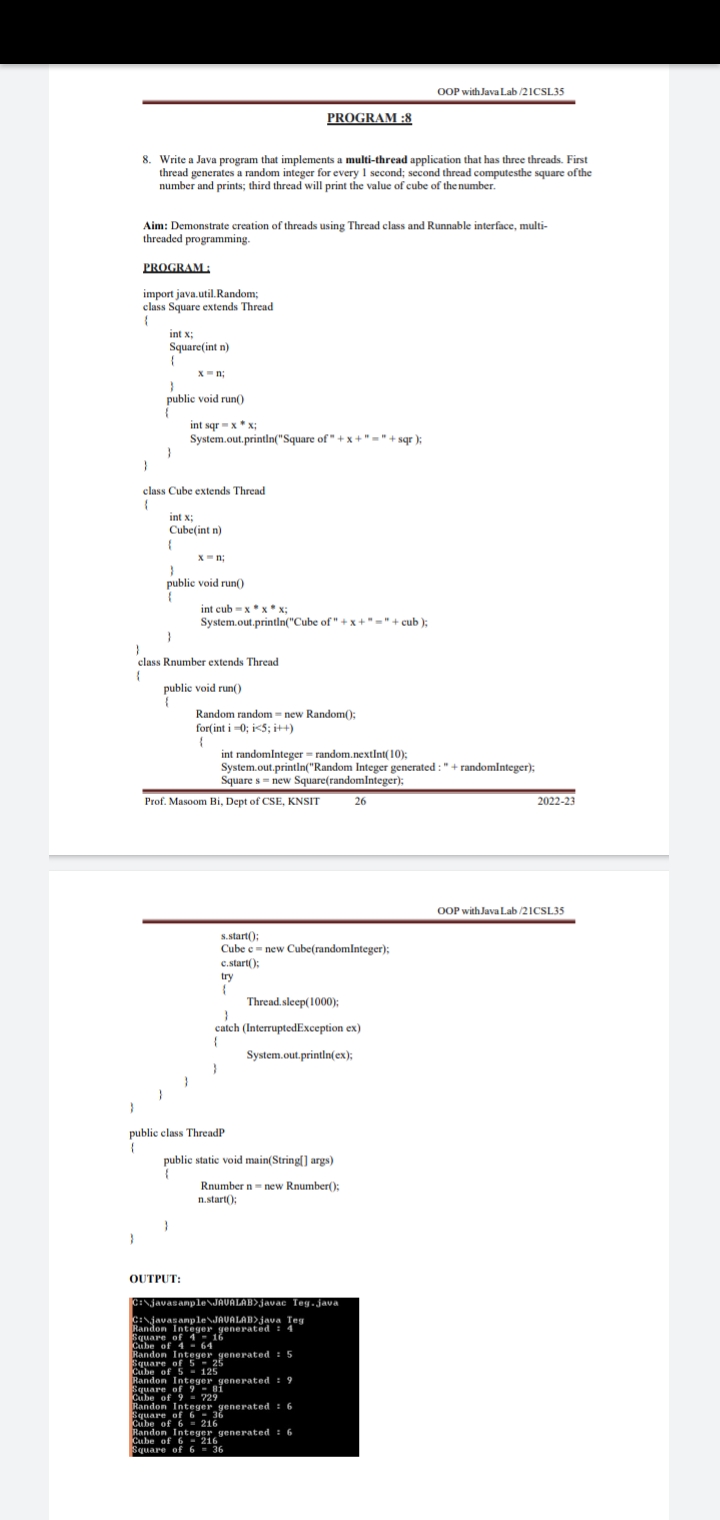 OOP withJava Lab /21CSL35
PROGRAM :8
8. Write a Java program that implements a multi-thread application that has three threads. First
thread generates a random integer for every 1 second; second thread computesthe square ofthe
number and prints; third thread will print the value of cube of thenumber.
Aim: Demonstrate creation of threads using Thread class and Runnable interface, multi-
threaded programming.
PROGRAM :
import java.util.Random;
class Square extends Thread
{
int x;
Square(int n)
{
x = n;
}
public void run()
{
int sqr = x * x;
System.out.println("Square of " + x + " = " + sqr );
}
}
class Cube extends Thread
{
int x;
Cube(int n)
{
x = n;
}
public void run()
{
int cub = x * x * x;
System.out.println("Cube of " + x + " = " + cub );
}
}
class Rnumber extends Thread
{
public void run()
{
Random random = new Random();
for(int i =0; i<5; i++)
{
int randomInteger = random.nextInt(10);
System.out.println("Random Integer generated : " + randomInteger);
Square s = new Square(randomInteger);
Prof. Masoom Bi, Dept of CSE, KNSIT 26 2022-23
OOP withJava Lab /21CSL35
s.start();
Cube c = new Cube(randomInteger);
c.start();
try
{
Thread.sleep(1000);
}
catch (InterruptedException ex)
{
System.out.println(ex);
}
}
}
}
public class ThreadP
{
public static void main(String[] args)
{
Rnumber n = new Rnumber();
n.start();
}
}
OUTPUT:
C:\javasample\JAVALAB>javac Teg.java
C:\javasample\JAVALAB>java Teg
Random Integer generated : 4
Square of 4 = 16
Cube of 4 = 64
Random Integer generated : 5
Square of 5 = 25
Cube of 5 = 125
Random Integer generated : 9
Square of 9 = 81
Cube of 9 = 729
Random Integer generated : 6
Square of 6 = 36
Cube of 6 = 216
Random Integer generated : 6
Cube of 6 = 216
Square of 6 = 36